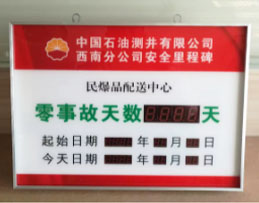 中国石油测井有限公司
西南分公司安全里程碑
民爆品配送中心
零事故天数 天
起始日期 年 月 日
今天日期 年 月 日